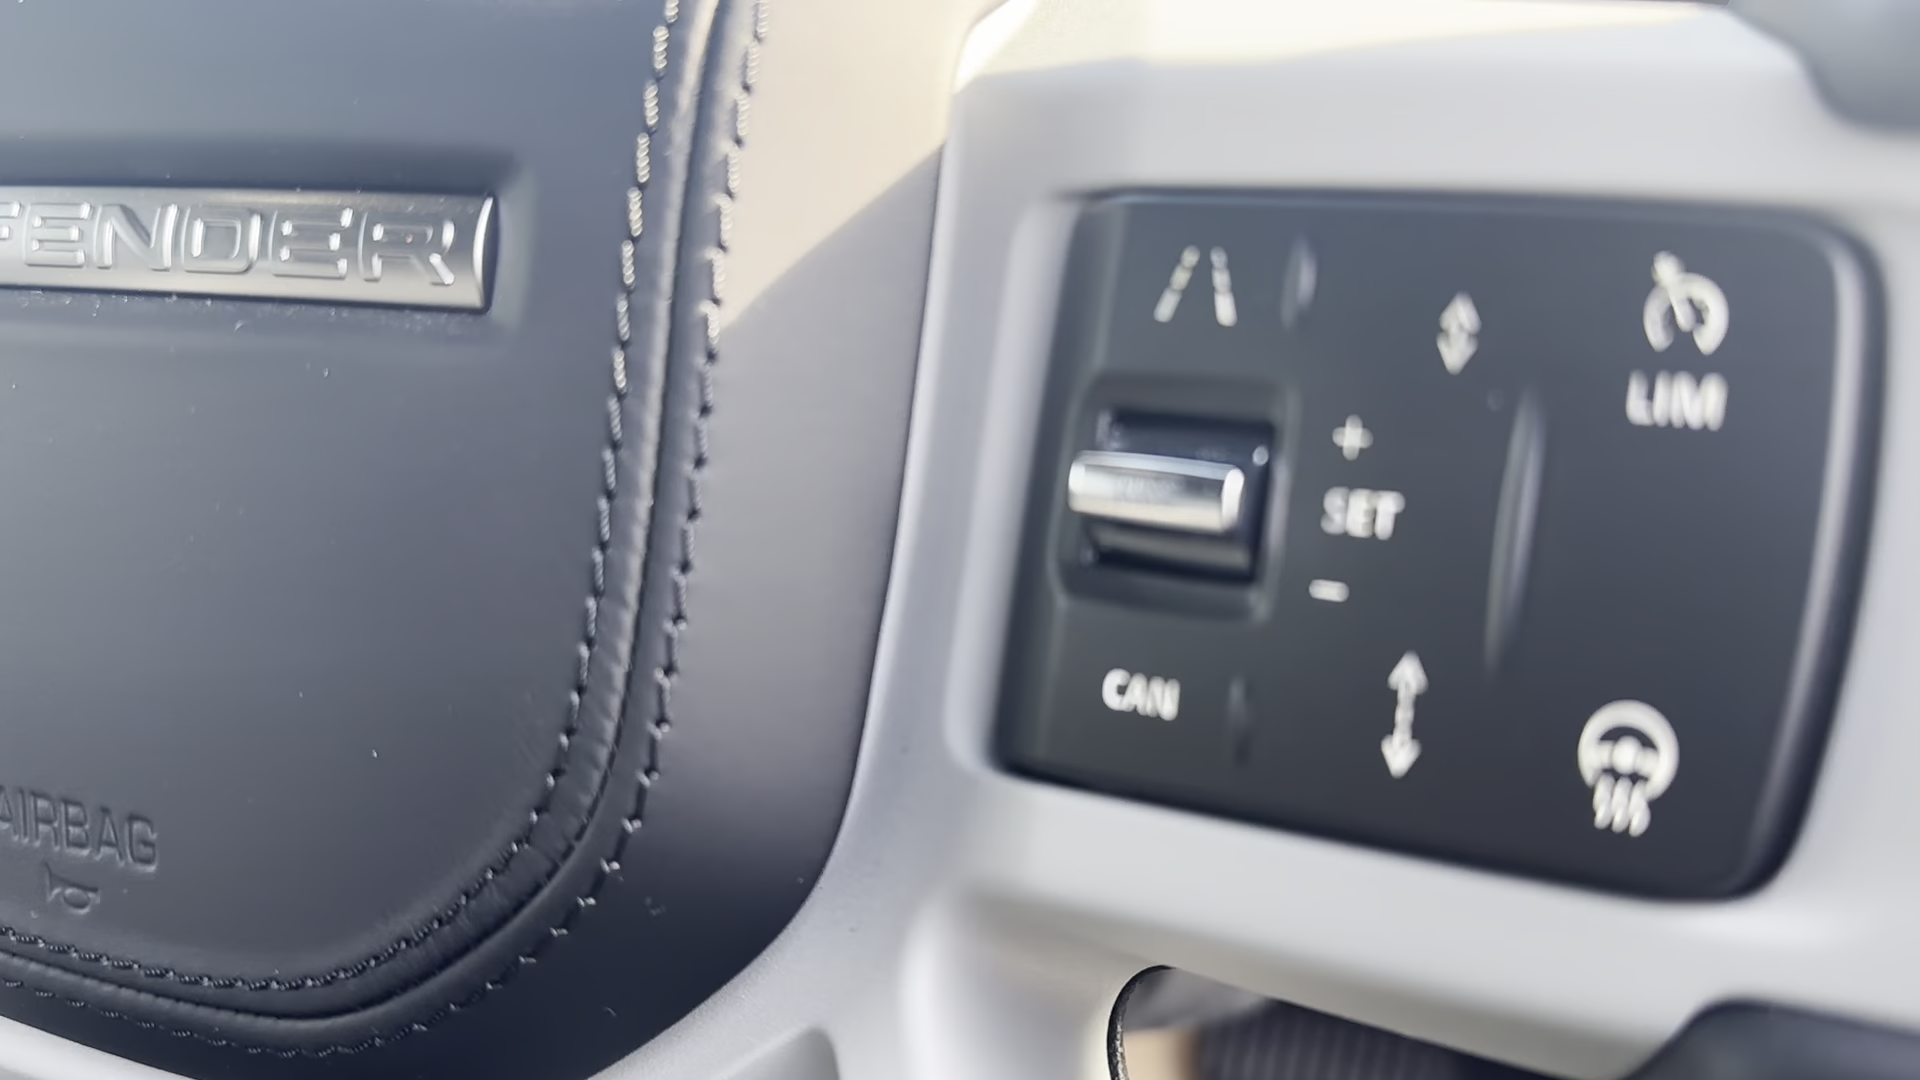 FENDER
LIM
+
SET
-
CAN
AIRBAG